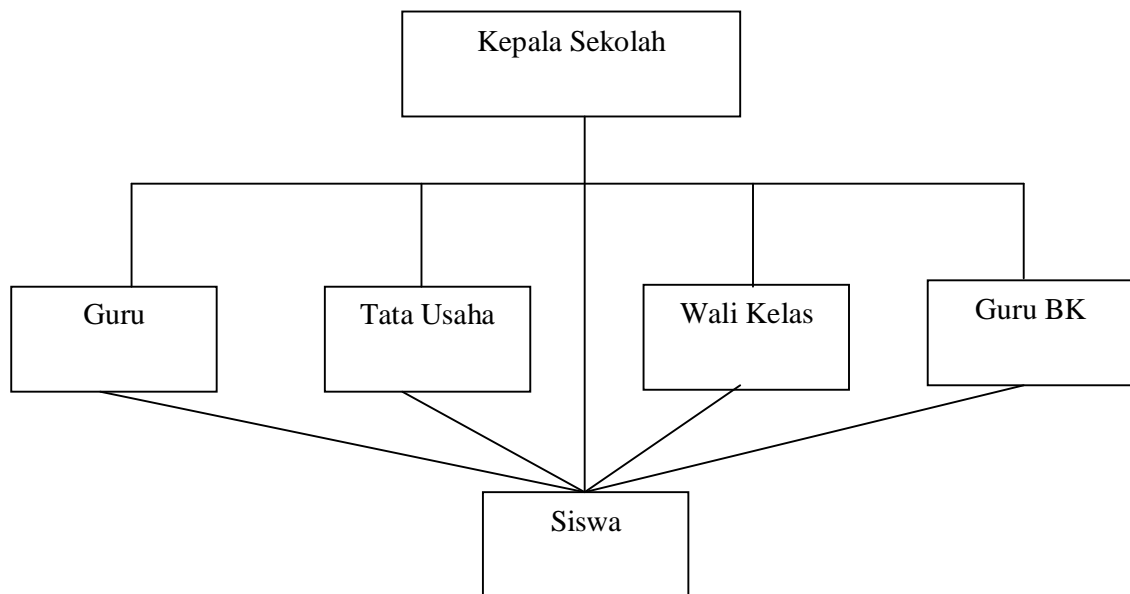 Kepala Sekolah
Guru
Tata Usaha
Wali Kelas
Guru BK
Siswa